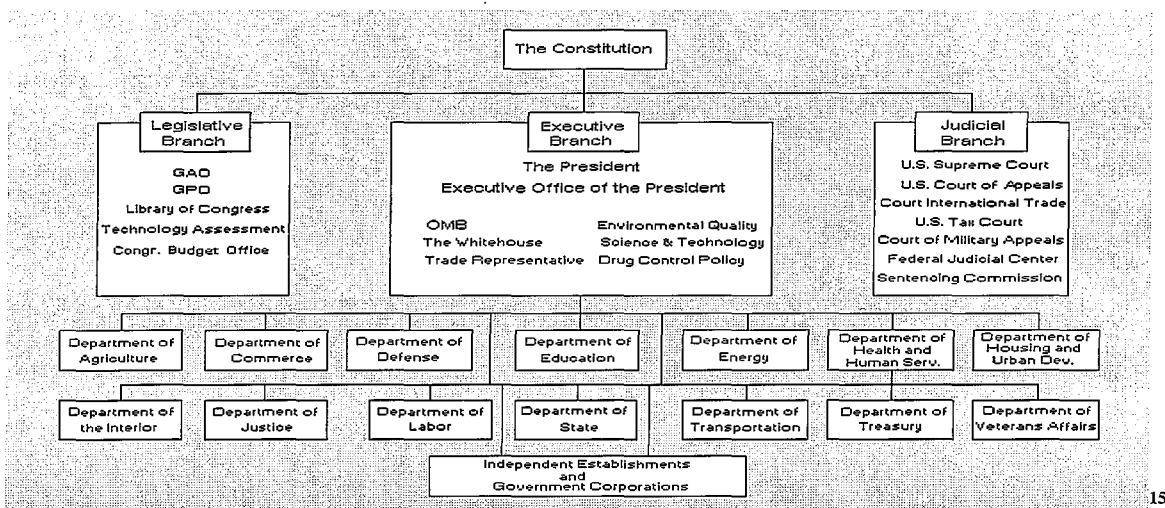 The Constitution
Legislative
Branch
GAO
GPO
Library of Congress
Technology Assessment
Congr. Budget Office
Executive
Branch
The President
Executive Office of the President
OMB
The Whitehouse
Trade Representative
Environmental Quality
Science & Technology
Drug Control Policy
Judicial
Branch
U.S. Supreme Court
U.S. Court of Appeals
Court International Trade
U.S. Tax Court
Court of Military Appeals
Federal Judicial Center
Sentencing Commission
Department of
Agriculture
Department of
Commerce
Department of
Defense
Department of
Education
Department of
Energy
Department of
Health and
Human Serv.
Department of
Housing and
Urban Dev.
Department of
the Interior
Department of
Justice
Department of
Labor
Department of
State
Department of
Transportation
Department of
Treasury
Department of
Veterans Affairs
Independent Establishments
and
Government Corporations
15